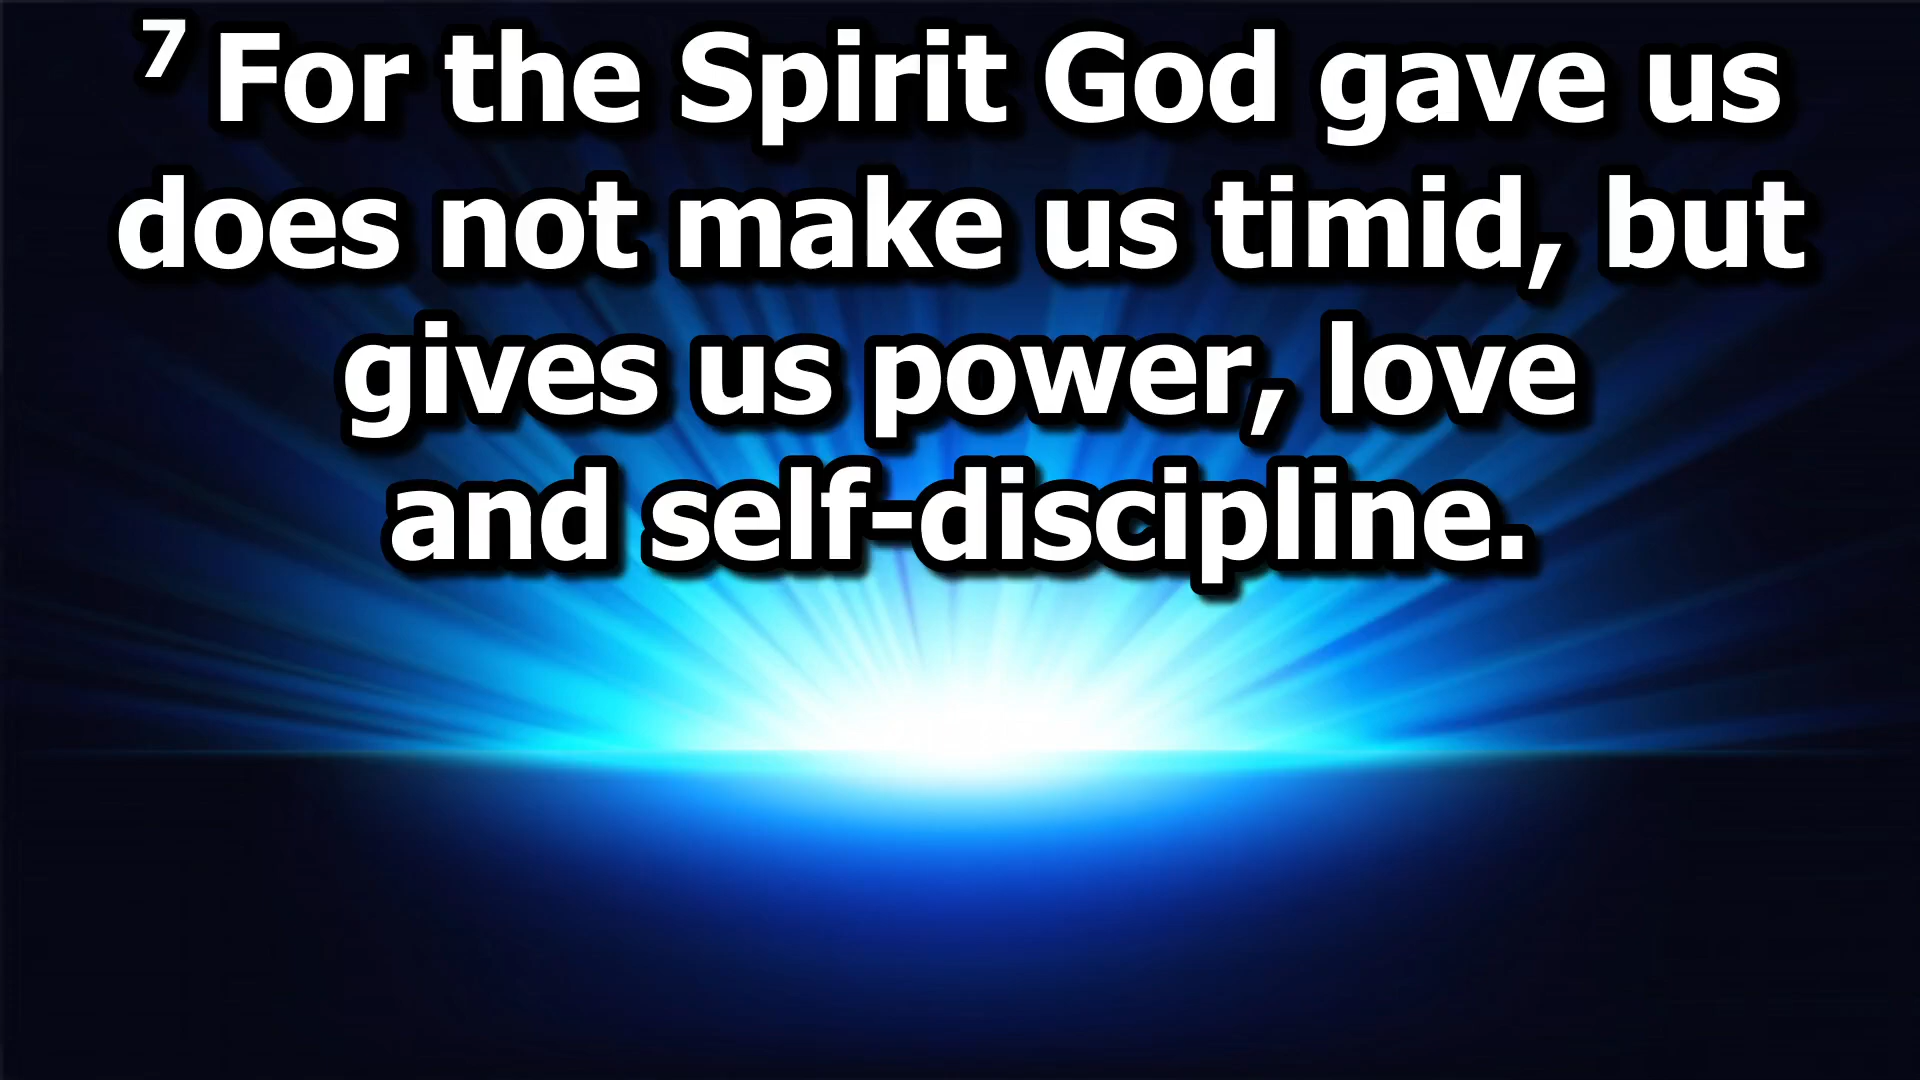 7 For the Spirit God gave us
does not make us timid, but
gives us power, love
and self-discipline.